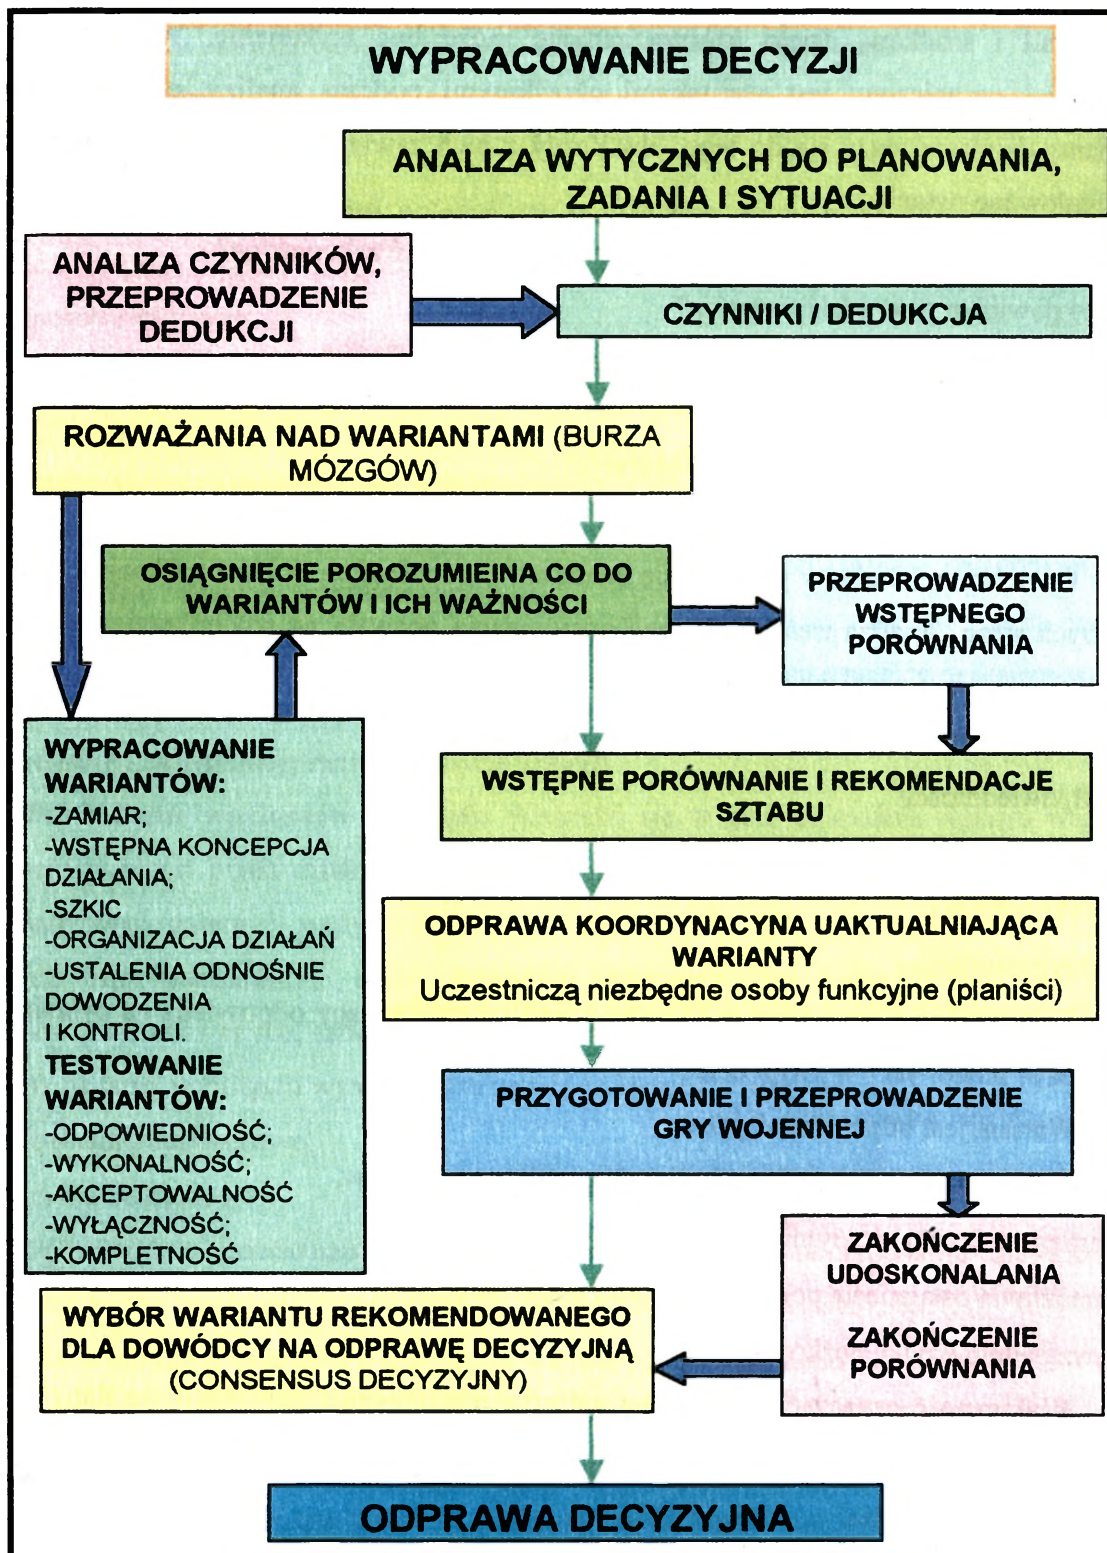 WYPRACOWANIE DECYZJI
ANALIZA WYTYCZNYCH DO PLANOWANIA,
ZADANIA I SYTUACJI
ANALIZA CZYNNIKÓW,
PRZEPROWADZENIE
DEDUKCJI
CZYNNIKI / DEDUKCJA
ROZWAŻANIA NAD WARIANTAMI (BURZA
MÓZGÓW)
OSIĄGNIĘCIE POROZUMIEINA CO DO
WARIANTÓW I ICH WAŻNOŚCI
PRZEPROWADZENIE
WSTĘPNEGO
PORÓWNANIA
WYPRACOWANIE
WARIANTÓW:
-ZAMIAR;
-WSTĘPNA KONCEPCJA
DZIAŁANIA;
-SZKIC
-ORGANIZACJA DZIAŁAŃ
-USTALENIA ODNOŚNIE
DOWODZENIA
I KONTROLI.
TESTOWANIE
WARIANTÓW:
-ODPOWIEDNIOŚĆ;
-WYKONALNOŚĆ;
-AKCEPTOWALNOŚĆ
-WYŁĄCZNOŚĆ;
-KOMPLETNOŚĆ
WSTĘPNE PORÓWNANIE I REKOMENDACJE
SZTABU
ODPRAWA KOORDYNACYNA UAKTUALNIAJĄCA
WARIANTY
Uczestniczą niezbędne osoby funkcyjne (planiści)
PRZYGOTOWANIE I PRZEPROWADZENIE
GRY WOJENNEJ
ZAKOŃCZENIE
UDOSKONALANIA
ZAKOŃCZENIE
PORÓWNANIA
WYBÓR WARIANTU REKOMENDOWANEGO
DLA DOWÓDCY NA ODPRAWĘ DECYZYJNĄ
(CONSENSUS DECYZYJNY)
ODPRAWA DECYZYJNA